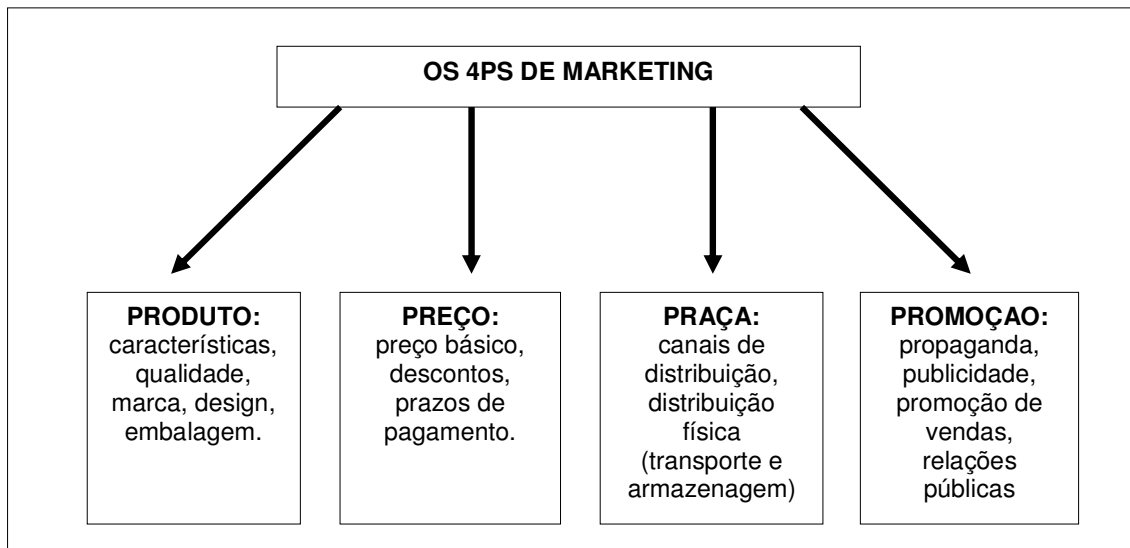 OS 4PS DE MARKETING
PRODUTO:
características,
qualidade,
marca, design,
embalagem.
PREÇO:
preço básico,
descontos,
prazos de
pagamento.
PRAÇA:
canais de
distribuição,
distribuição
física
(transporte e
armazenagem)
PROMOÇAO:
propaganda,
publicidade,
promoção de
vendas,
relações
públicas